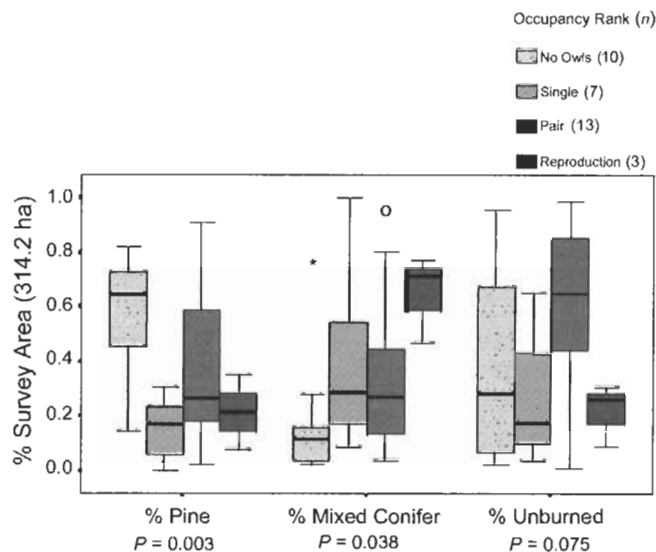 Occupancy Rank (n)
No Owls (10)
Single (7)
Pair (13)
Reproduction (3)
% Survey Area (314.2 ha)
1.0
0.8
0.6
0.4
0.2
0.0
% Pine % Mixed Conifer % Unburned
P = 0.003 P = 0.038 P = 0.075